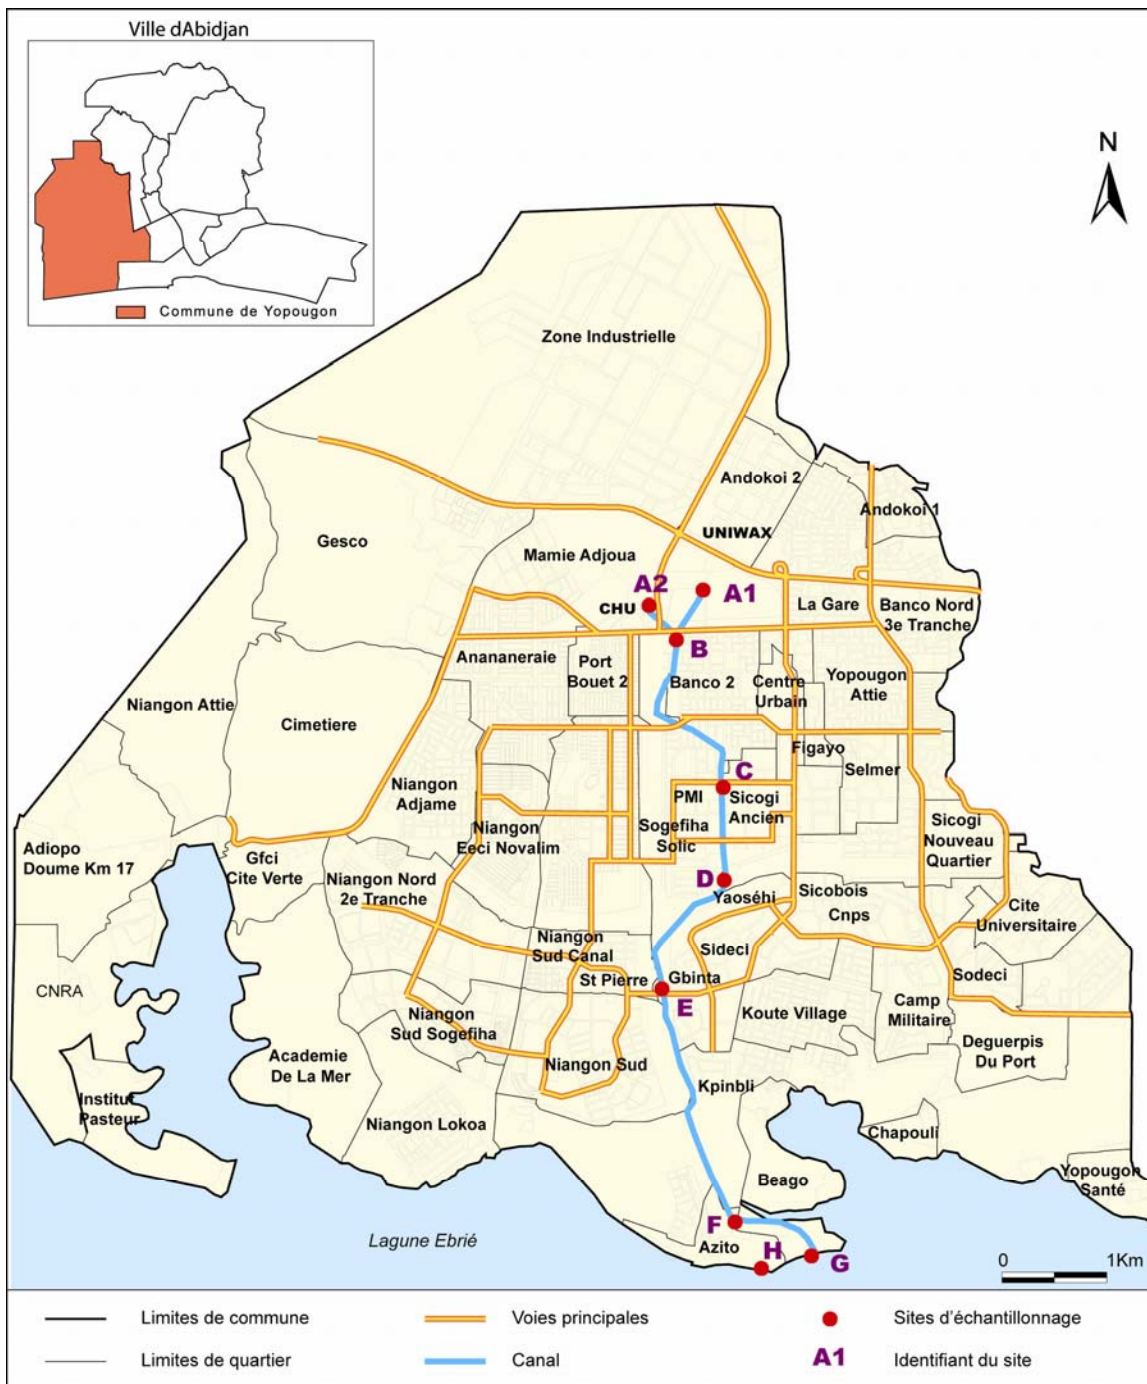 Ville dAbidjan
Commune de Yopougon
N
Zone Industrielle
Andokoi 2
Andokoi 1
UNIWAX
Gesco
Mamie Adjoua
A2
A1
CHU
La Gare
Banco Nord
3e Tranche
B
Anananeraie
Port
Bouet 2
Banco 2
Centre
Urbain
Yopougon
Attie
Niangon Attie
Cimetiere
Figayo
Selmer
C
Niangon
Adjame
PMI
Sicogi
Ancien
Niangon
Eeci Novalim
Sogefiha
Solic
Sicogi
Nouveau
Quartier
Adiopo
Doume Km 17
Gfci
Cite Verte
Niangon Nord
2e Tranche
D
Yaoséhi
Sicobois
Cnps
Cite
Universitaire
Niangon
Sud Canal
Sideci
Sodeci
St Pierre
Gbinta
CNRA
E
Koute Village
Camp
Militaire
Niangon
Sud Sogefiha
Deguerpis
Du Port
Academie
De La Mer
Niangon Sud
Kpinbli
Institut
Pasteur
Niangon Lokoa
Chapouli
Beago
Yopougon
Santé
F
Lagune Ebrié
Azito
H
G
0 1Km
Limites de commune
Voies principales
Sites d'échantillonnage
Limites de quartier
Canal
A1
Identifiant du site